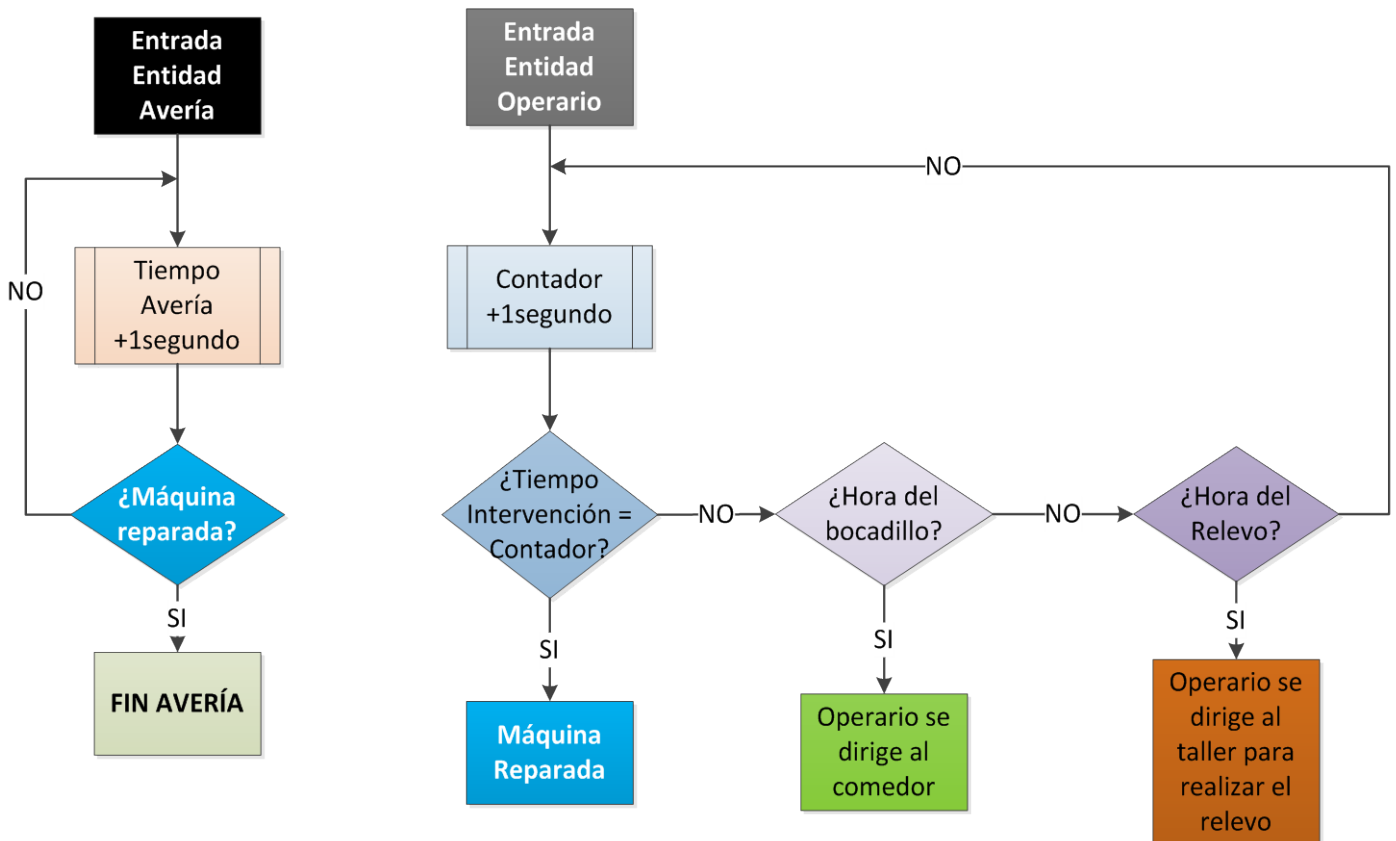 Entrada
Entidad
Avería
NO
Tiempo
Avería
+1segundo
¿Máquina
reparada?
SI
FIN AVERÍA
Entrada
Entidad
Operario
NO
Contador
+1segundo
¿Tiempo
Intervención =
Contador?
NO
¿Hora del
bocadillo?
NO
¿Hora del
Relevo?
SI
Máquina
Reparada
SI
Operario se
dirige al
comedor
SI
Operario se
dirige al
taller para
realizar el
relevo